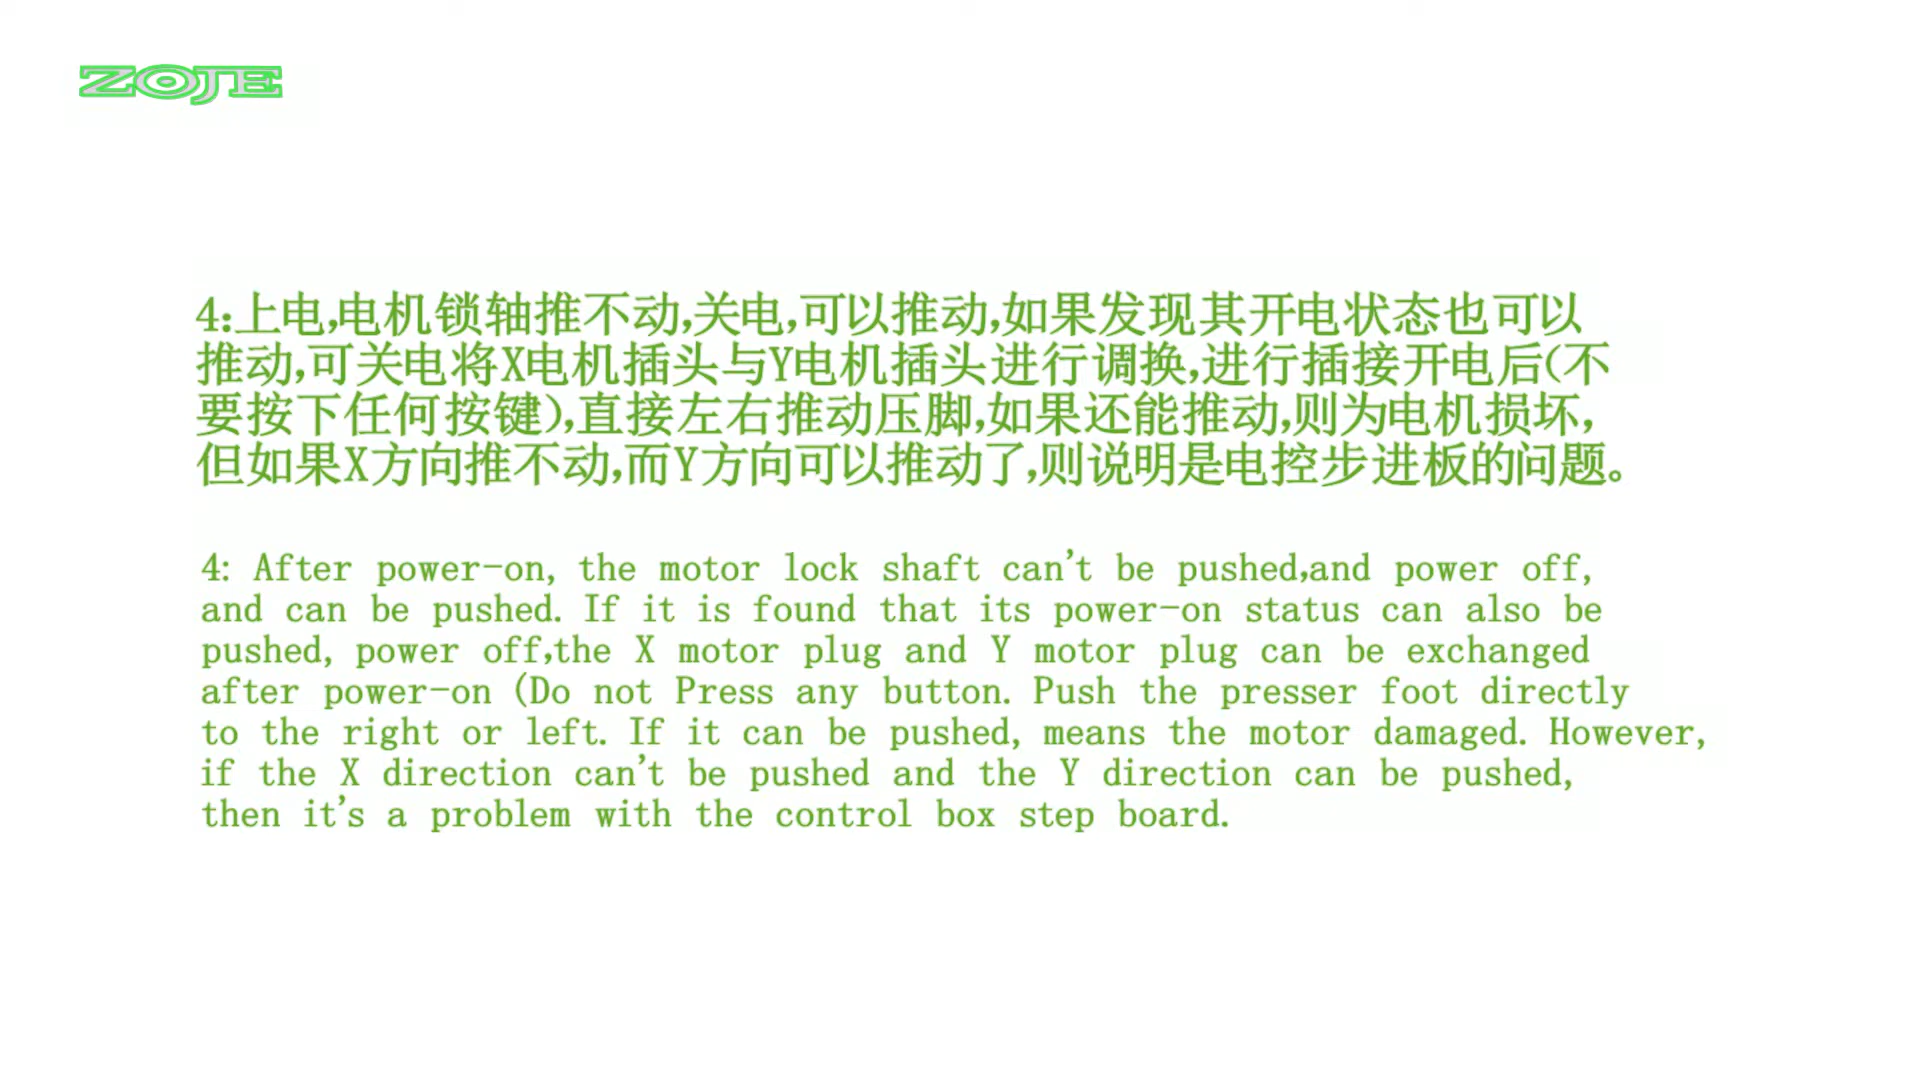 ZOJE
4:上电,电机锁轴推不动,关电,可以推动,如果发现其开电状态也可以
推动,可关电将X电机插头与Y电机插头进行调换,进行插接开电后(不
要按下任何按键),直接左右推动压脚,如果还能推动,则为电机损坏,
但如果X方向推不动,而Y方向可以推动了,则说明是电控步进板的问题。
4: After power-on, the motor lock shaft can't be pushed,and power off,
and can be pushed. If it is found that its power-on status can also be
pushed, power off,the X motor plug and Y motor plug can be exchanged
after power-on (Do not Press any button. Push the presser foot directly
to the right or left. If it can be pushed, means the motor damaged. However,
if the X direction can't be pushed and the Y direction can be pushed,
then it's a problem with the control box step board.